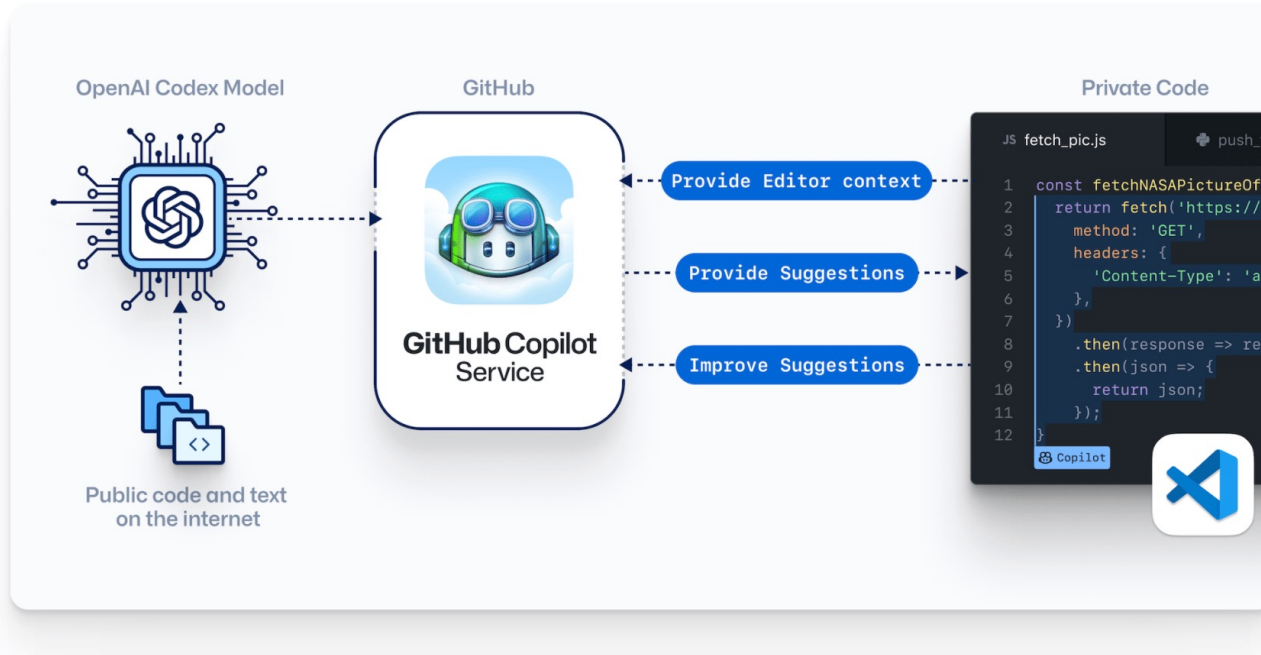 OpenAI Codex Model
GitHub
Private Code
GitHub Copilot
Service
Provide Editor context
Provide Suggestions
Improve Suggestions
Public code and text
on the internet
<>
JS fetch_pic.js
push_
1 const fetchNASAPictureOf
2 return fetch('https://
3 method: 'GET',
4 headers: {
5 'Content-Type': 'a
6 },
7 })
8 .then(response => re
9 .then(json => {
10 return json;
11 });
12 }
Copilot